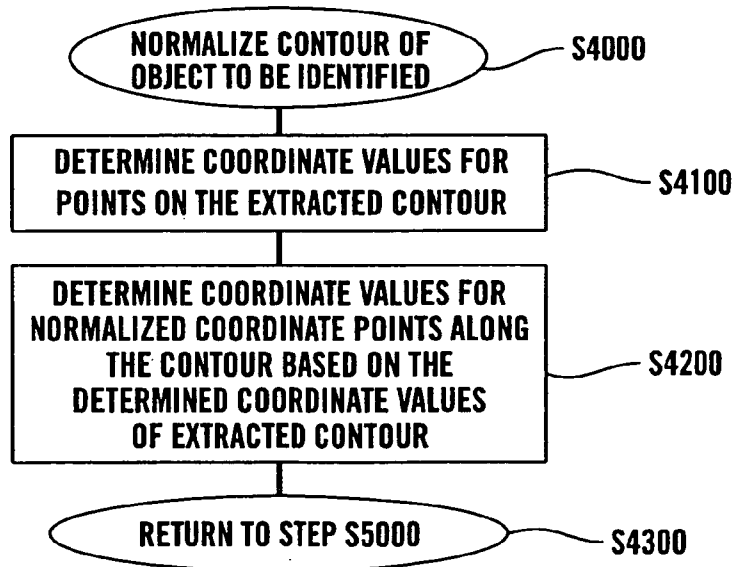 NORMALIZE CONTOUR OF
OBJECT TO BE IDENTIFIED
S4000
DETERMINE COORDINATE VALUES FOR
POINTS ON THE EXTRACTED CONTOUR
S4100
DETERMINE COORDINATE VALUES FOR
NORMALIZED COORDINATE POINTS ALONG
THE CONTOUR BASED ON THE
DETERMINED COORDINATE VALUES
OF EXTRACTED CONTOUR
S4200
RETURN TO STEP S5000
S4300